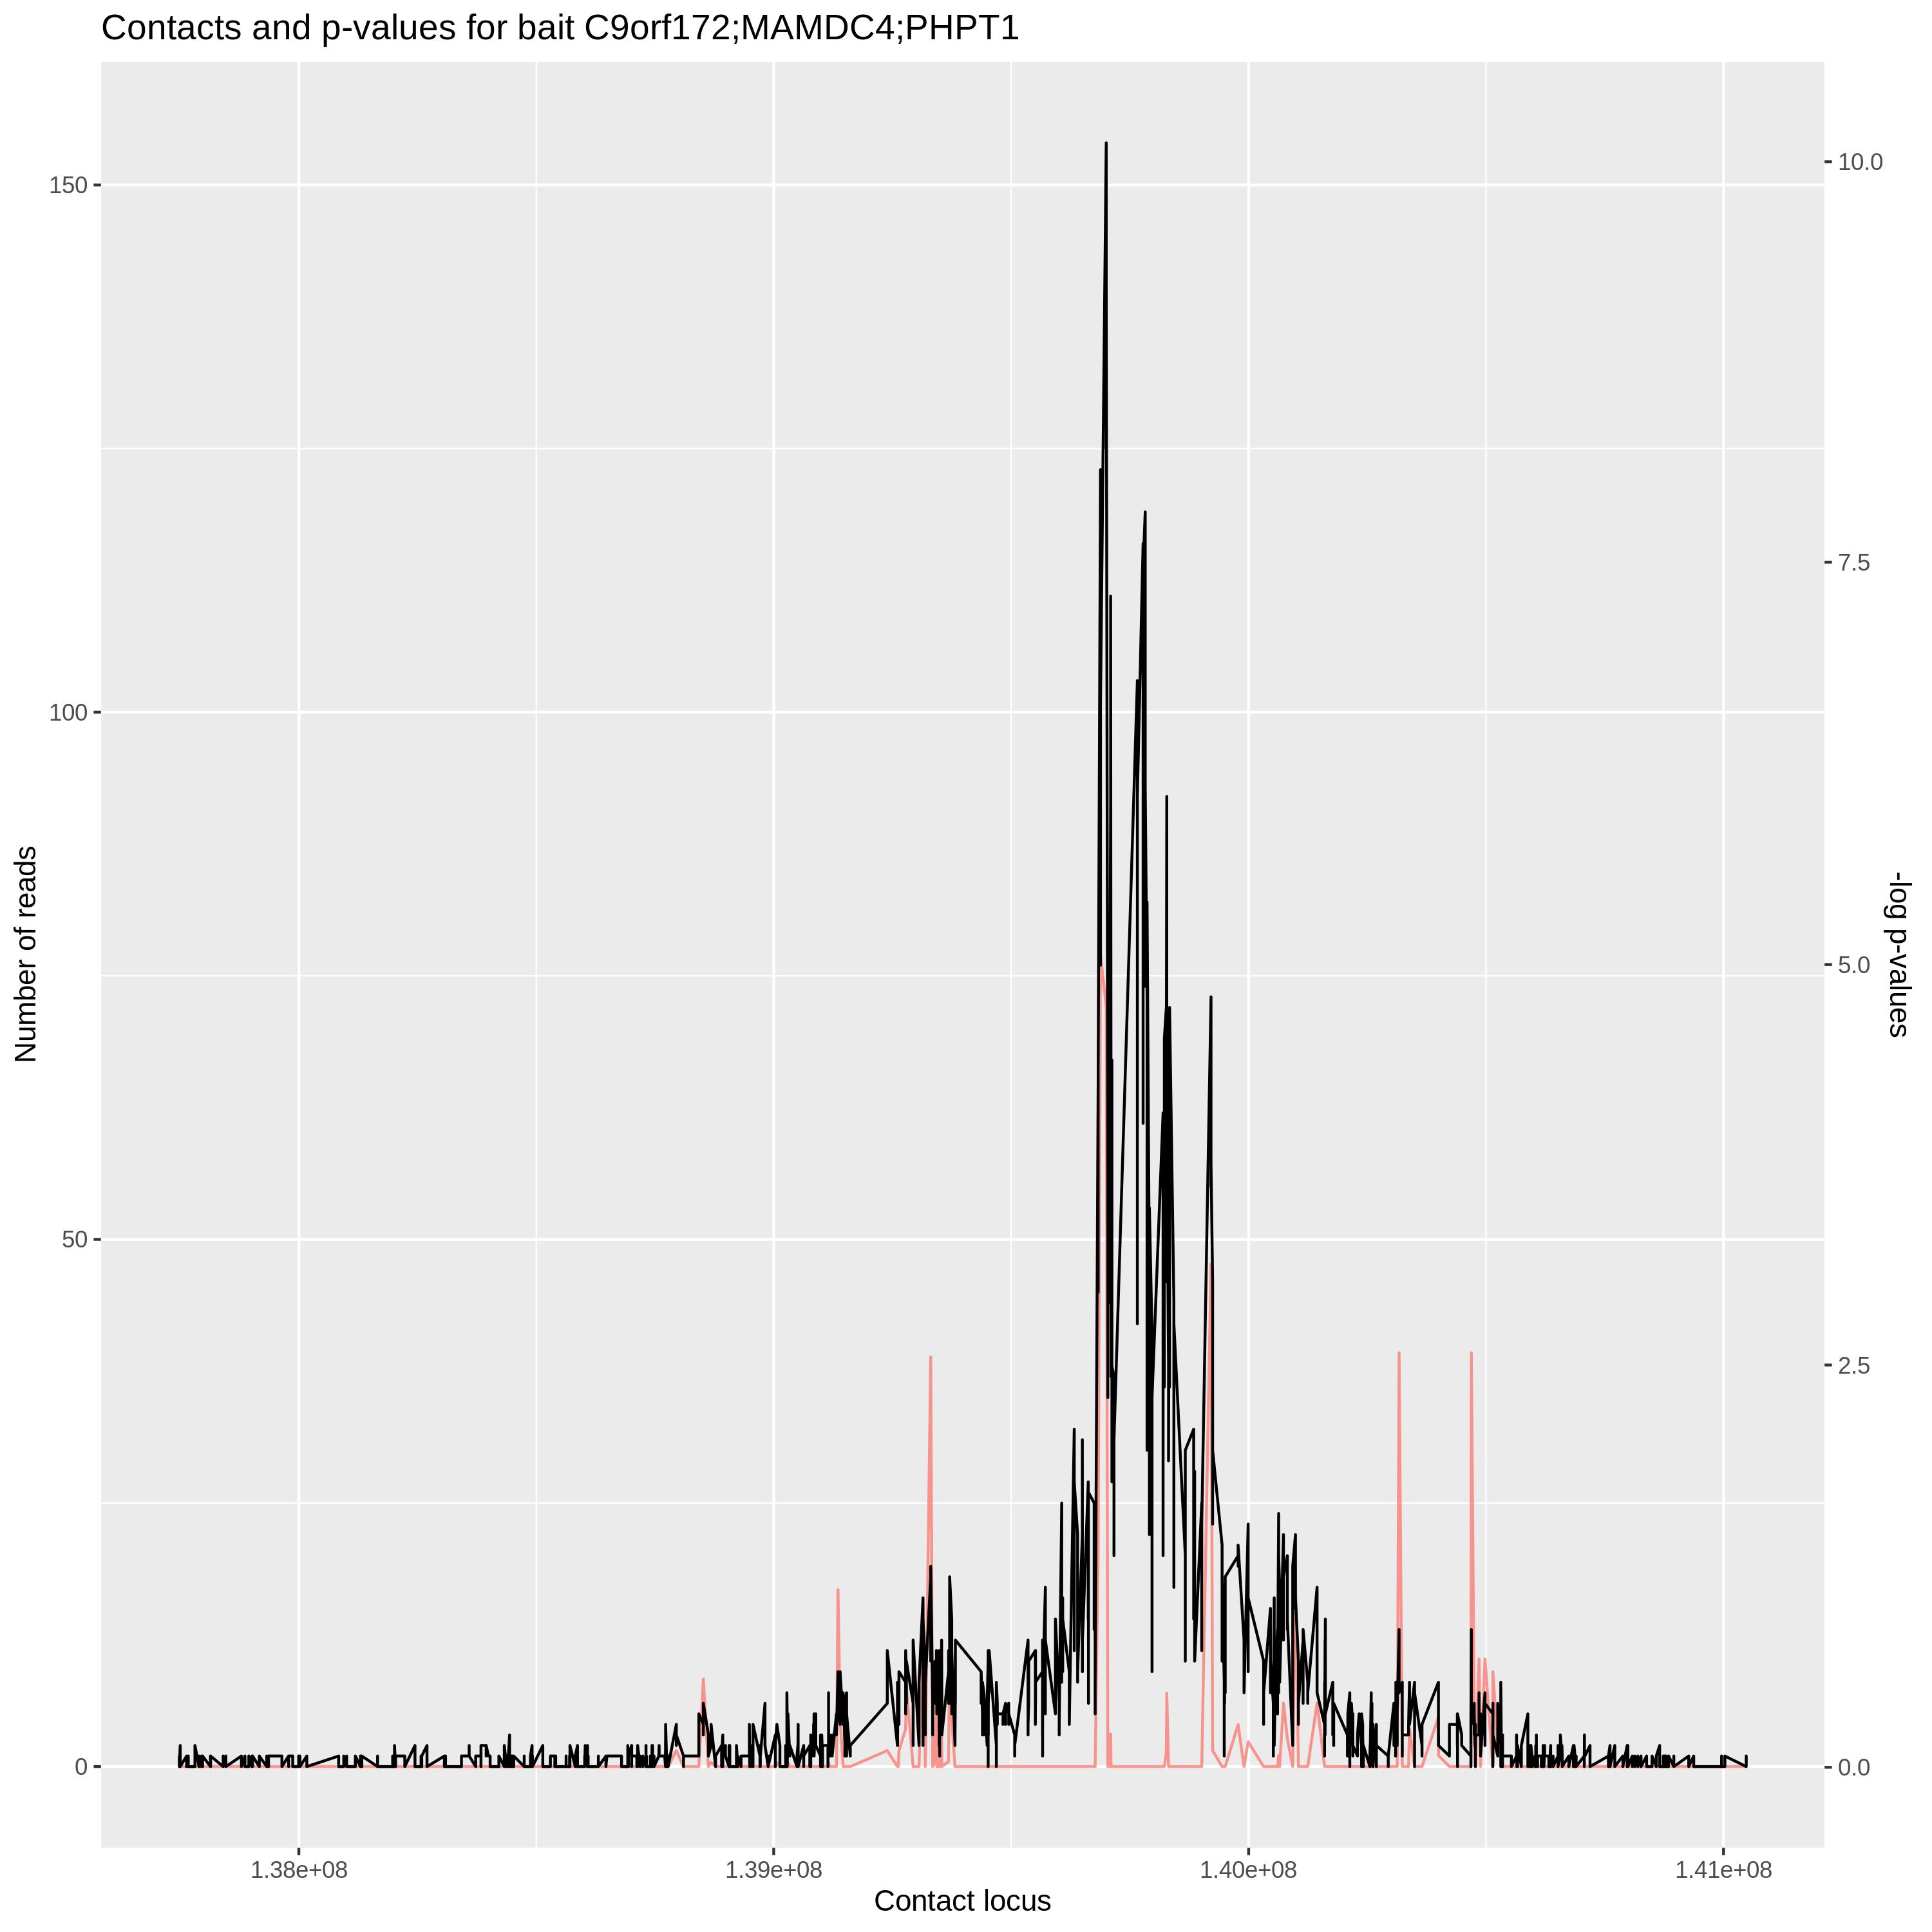 Contacts and p-values for bait C9orf172;MAMDC4;PHPT1
150
100
50
0
Number of reads
10.0
7.5
5.0
2.5
0.0
-log p-values
1.38e+08
1.39e+08
1.40e+08
1.41e+08
Contact locus